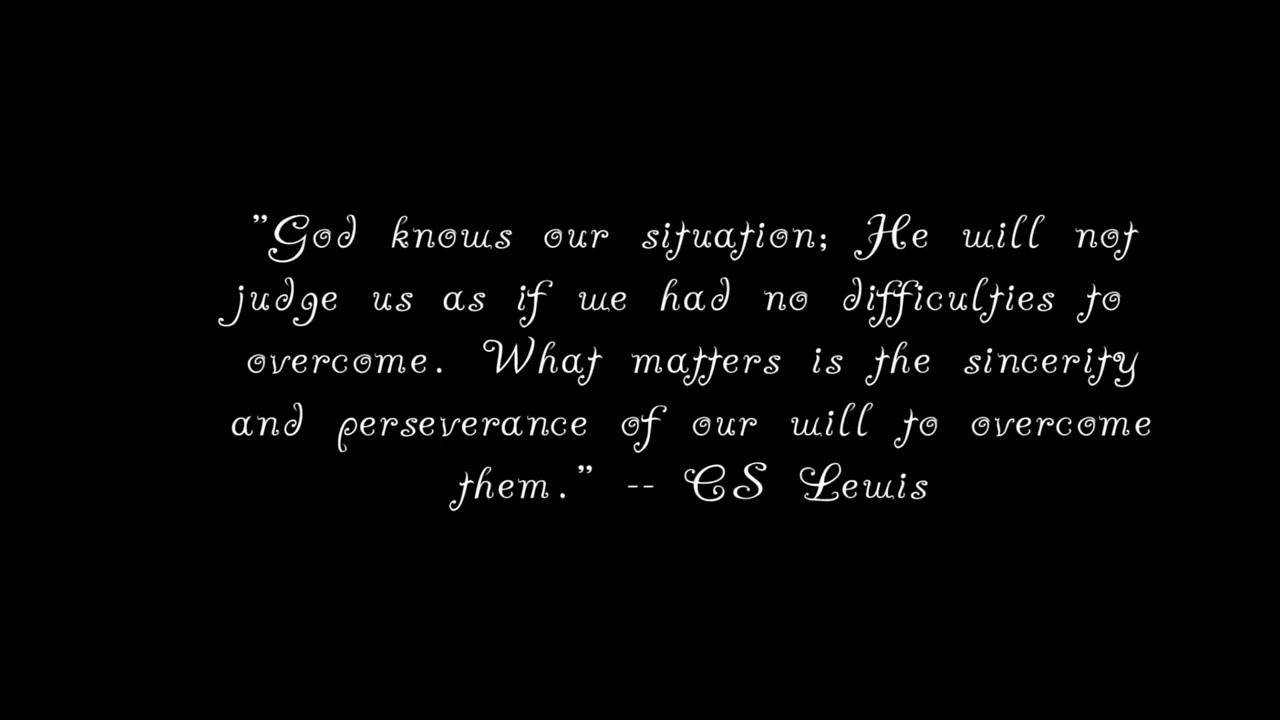 "God knows our situation; He will not
judge us as if we had no difficulties to
overcome. What matters is the sincerity
and perseverance of our will to overcome
them." -- CS Lewis